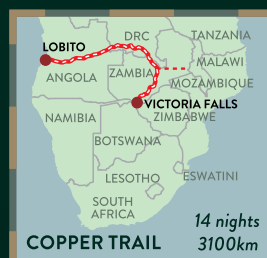 TANZANIA
DRC
LOBITO
MALAWI
ANGOLA
ZAMBIA
MOZAMBIQUE
VICTORIA FALLS
ZIMBABWE
NAMIBIA
BOTSWANA
LESOTHO
ESWATINI
SOUTH
AFRICA
14 nights
COPPER TRAIL
3100km